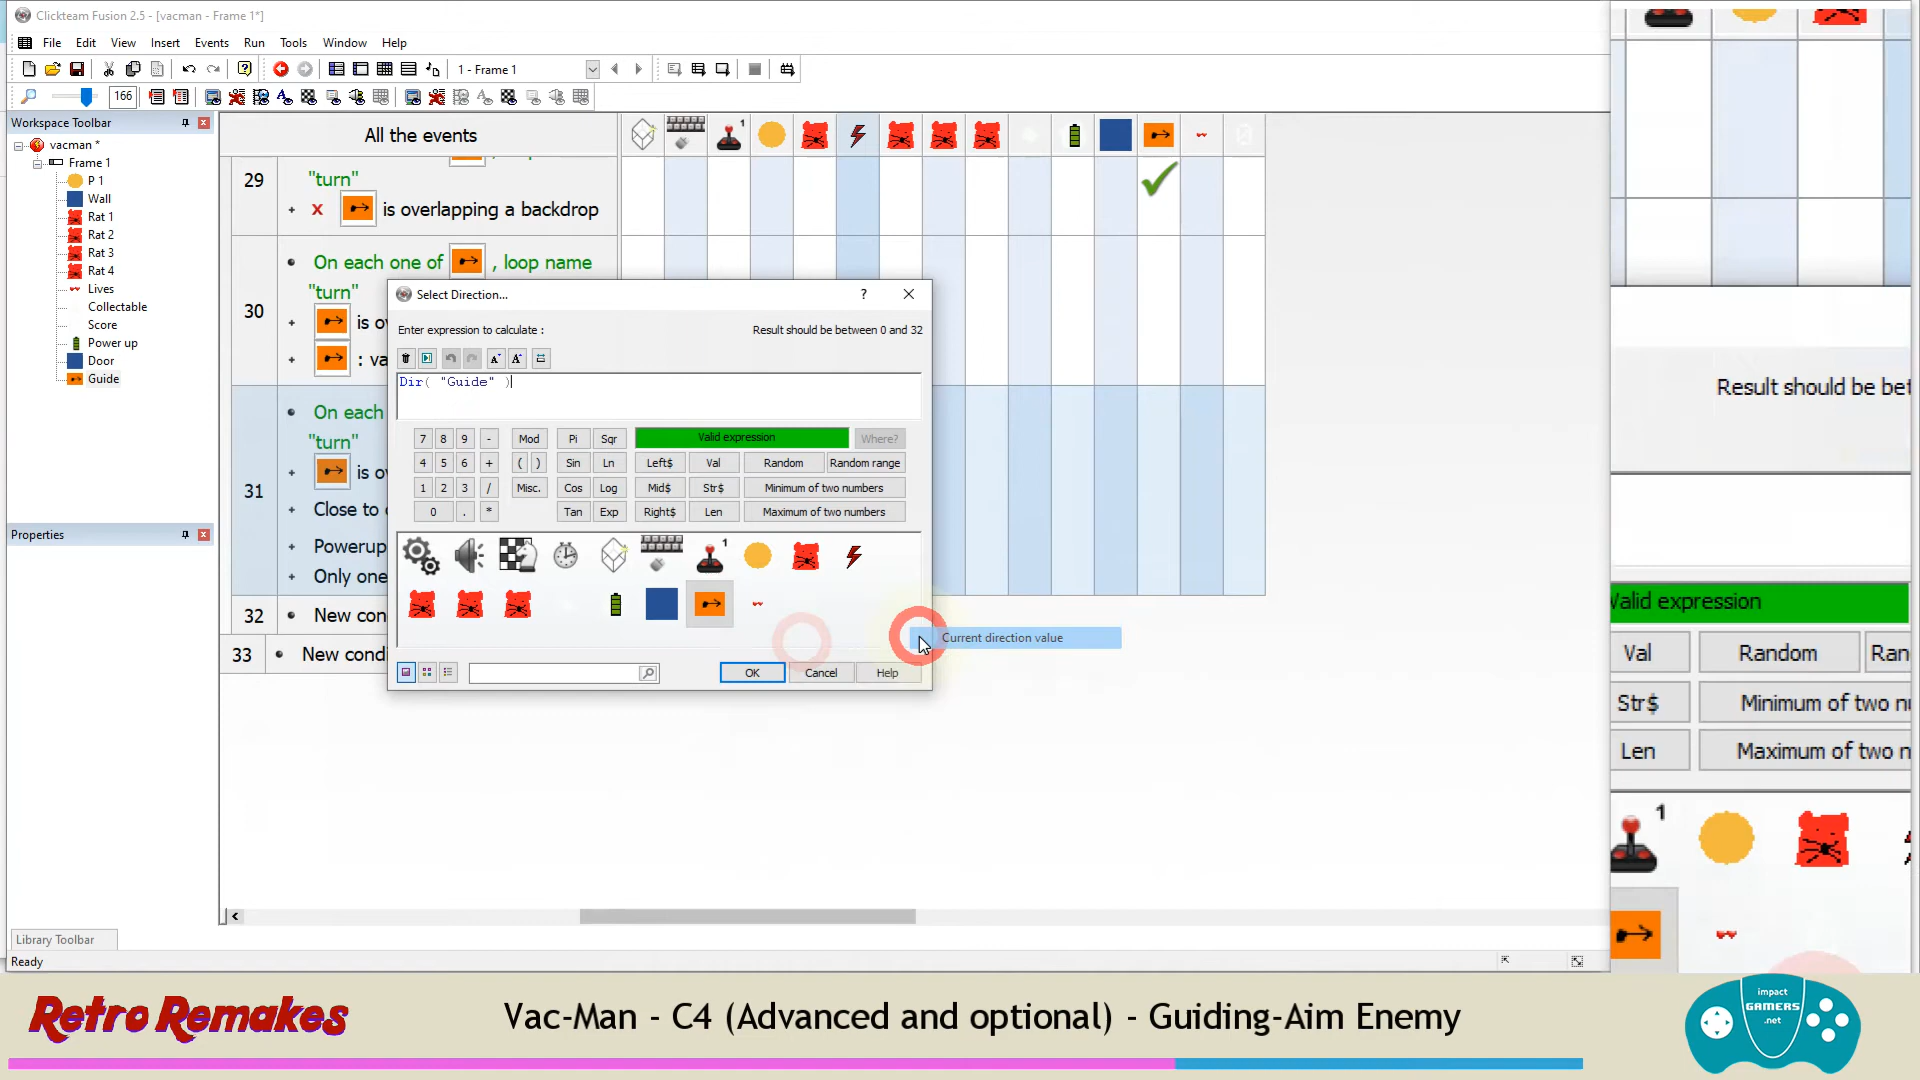 Clickteam Fusion 2.5 - [vacman - Frame 1*]
File Edit View Insert Events Run Tools Window Help
1 - Frame 1
166
Workspace Toolbar
vacman *
Frame 1
P 1
Wall
Rat 1
Rat 2
Rat 3
Rat 4
Lives
Collectable
Score
Power up
Door
Guide
Properties
Library Toolbar
Ready
All the events
1
29
"turn"
+ X is overlapping a backdrop
30
• On each one of , loop name
"turn"
+ is ov
+ : va
31
• On each
"turn"
+ is ov
+ Close to
+ Powerup
+ Only one
32 • New cond
33 • New condi
Select Direction...
?
Enter expression to calculate :
Result should be between 0 and 32
Dir( "Guide" )
7 8 9 - Mod Pi Sqr Valid expression Where?
4 5 6 + ( ) Sin Ln Left$ Val Random Random range
1 2 3 / Misc. Cos Log Mid$ Str$ Minimum of two numbers
0 . * Tan Exp Right$ Len Maximum of two numbers
1
Current direction value
OK Cancel Help
Result should be bet
Valid expression
Val Random Ran
Str$ Minimum of two nu
Len Maximum of two n
1
Retro Remakes
Vac-Man - C4 (Advanced and optional) - Guiding-Aim Enemy
impact
GAMERS
.net